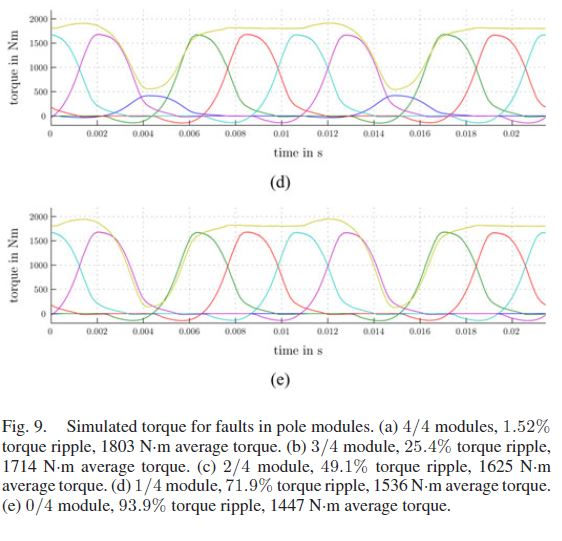 2000
1500
1000
500
0
torque in Nm
0 0.002 0.004 0.006 0.008 0.01 0.012 0.014 0.016 0.018 0.02
time in s
(d)
2000
1500
1000
500
0
torque in Nm
0 0.002 0.004 0.006 0.008 0.01 0.012 0.014 0.016 0.018 0.02
time in s
(e)
Fig. 9. Simulated torque for faults in pole modules. (a) 4/4 modules, 1.52%
torque ripple, 1803 N·m average torque. (b) 3/4 module, 25.4% torque ripple,
1714 N·m average torque. (c) 2/4 module, 49.1% torque ripple, 1625 N·m
average torque. (d) 1/4 module, 71.9% torque ripple, 1536 N·m average torque.
(e) 0/4 module, 93.9% torque ripple, 1447 N·m average torque.